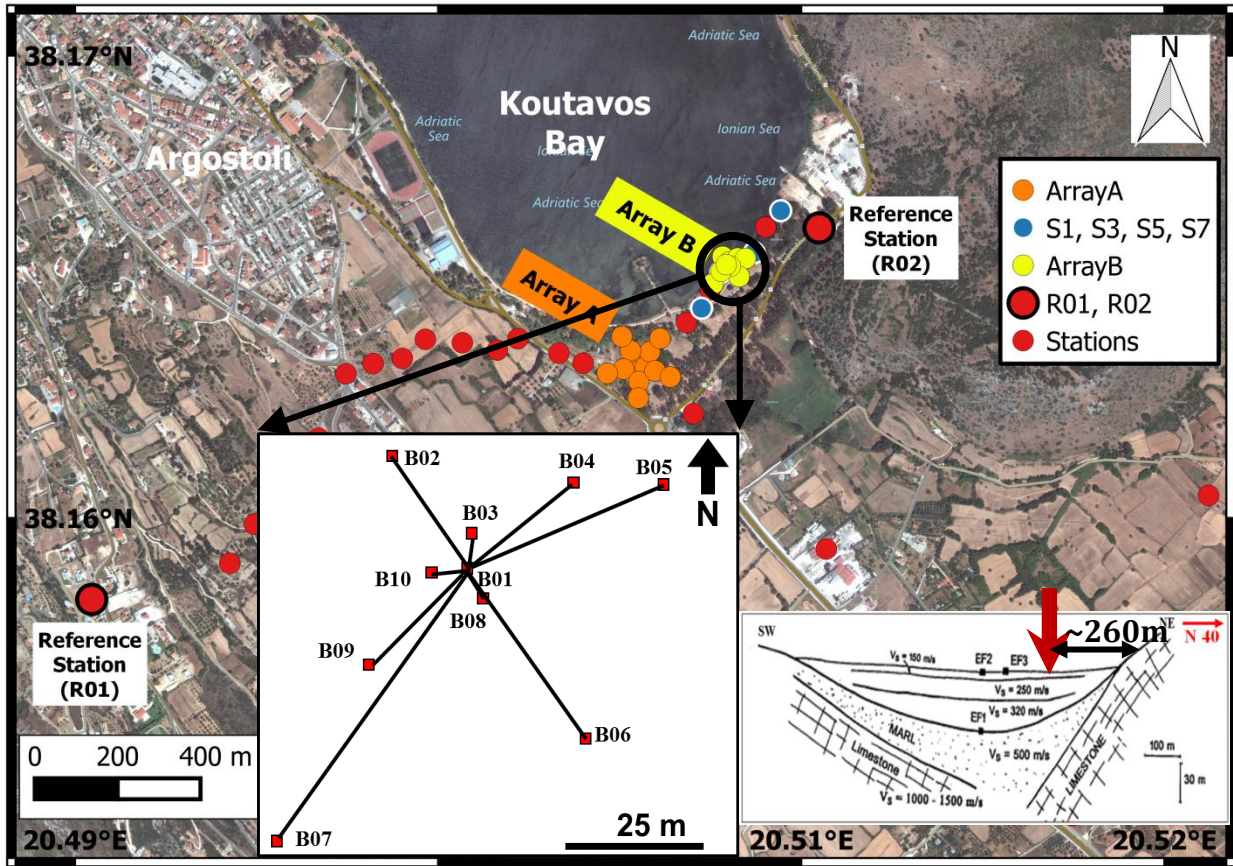 38.17°N
Adriatic Sea
Adriatic
Sea
Koutavos
Bay
Ionian Sea
Adriatic Sea
Adriatic Sea
Argostoli
N
ArrayA
S1, S3, S5, S7
ArrayB
R01, R02
Stations
Array B
Array A
Reference
Station
(R02)
38.16°N
Reference
Station
(R01)
0 200 400 m
20.49°E
B02
B04
B05
B03
N
B10
B01
B08
B09
B06
B07
25 m
SW
NE
~260m
N 40
Vs = 150 m/s
EF2
EF3
Vs = 250 m/s
Vs = 320 m/s
EF1
MARL
Vs = 500 m/s
Limestone
LIMESTONE
Vs = 1000 - 1500 m/s
100 m
30 m
20.51°E
20.52°E